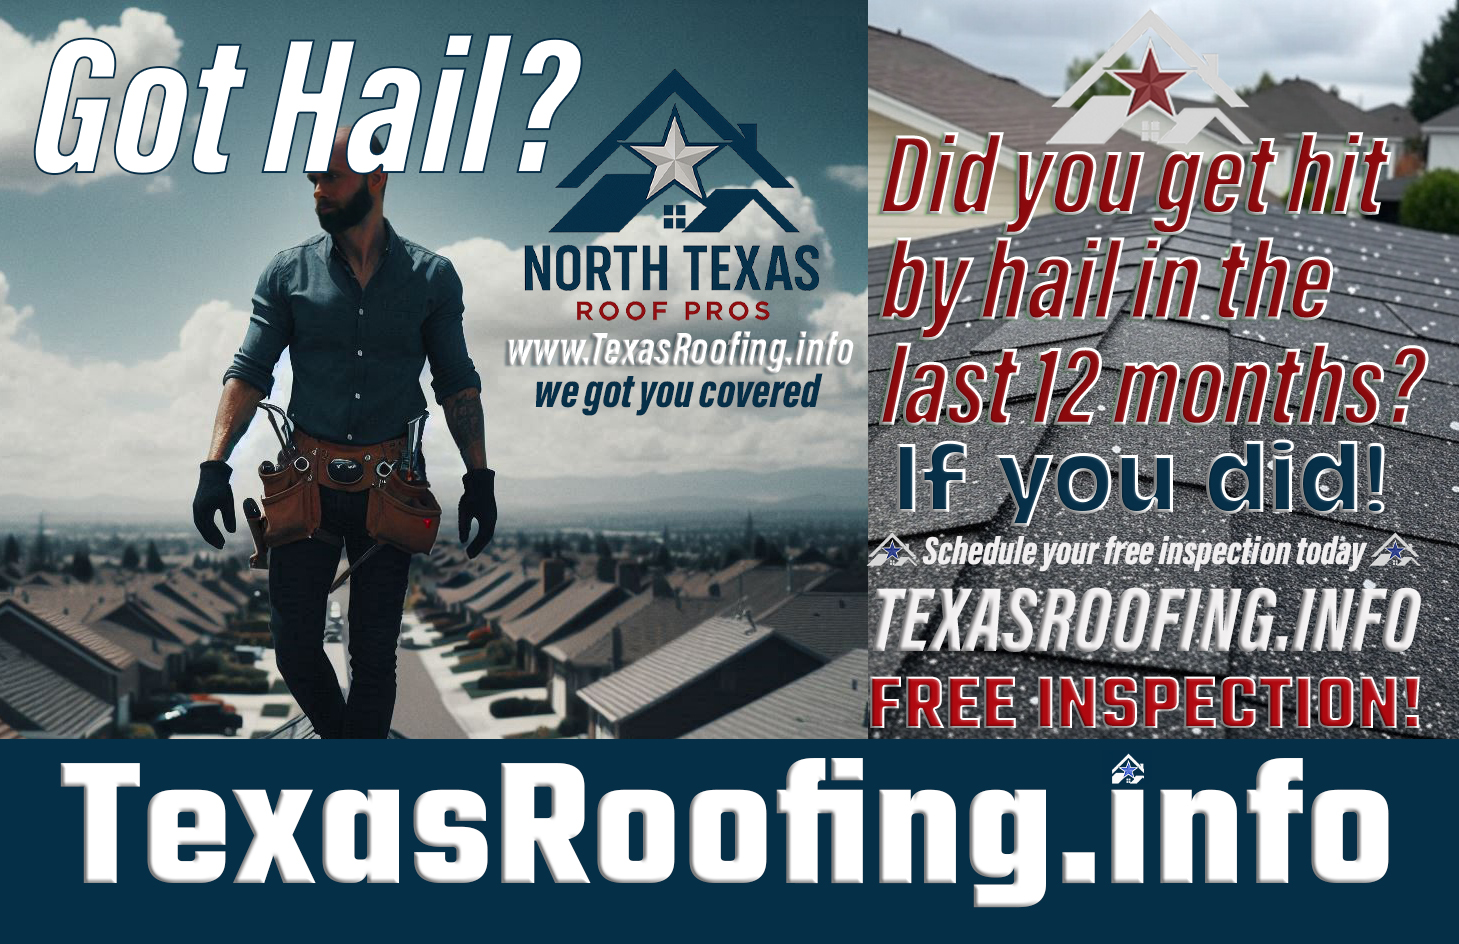 Got Hail?
NORTH TEXAS
ROOF PROS
www.TexasRoofing.info
we got you covered
Did you get hit
by hail in the
last 12 months?
If you did!
Schedule your free inspection today
TEXASROOFING.INFO
FREE INSPECTION!
TexasRoofing.info